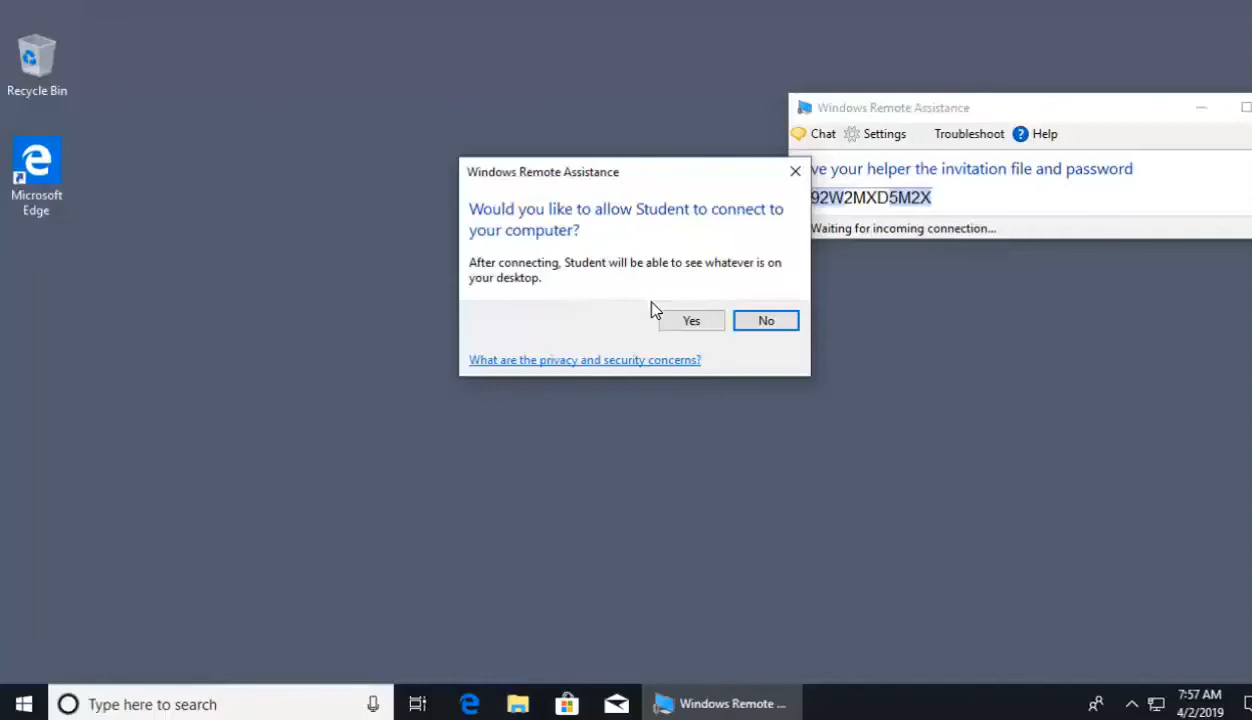 Recycle Bin
Microsoft
Edge
Windows Remote Assistance
Chat
Settings
Troubleshoot
Help
ve your helper the invitation file and password
92W2MXD5M2X
Waiting for incoming connection...
Windows Remote Assistance
Would you like to allow Student to connect to
your computer?
After connecting, Student will be able to see whatever is on
your desktop.
Yes
No
What are the privacy and security concerns?
Type here to search
Windows Remote ...
7:57 AM
4/2/2019